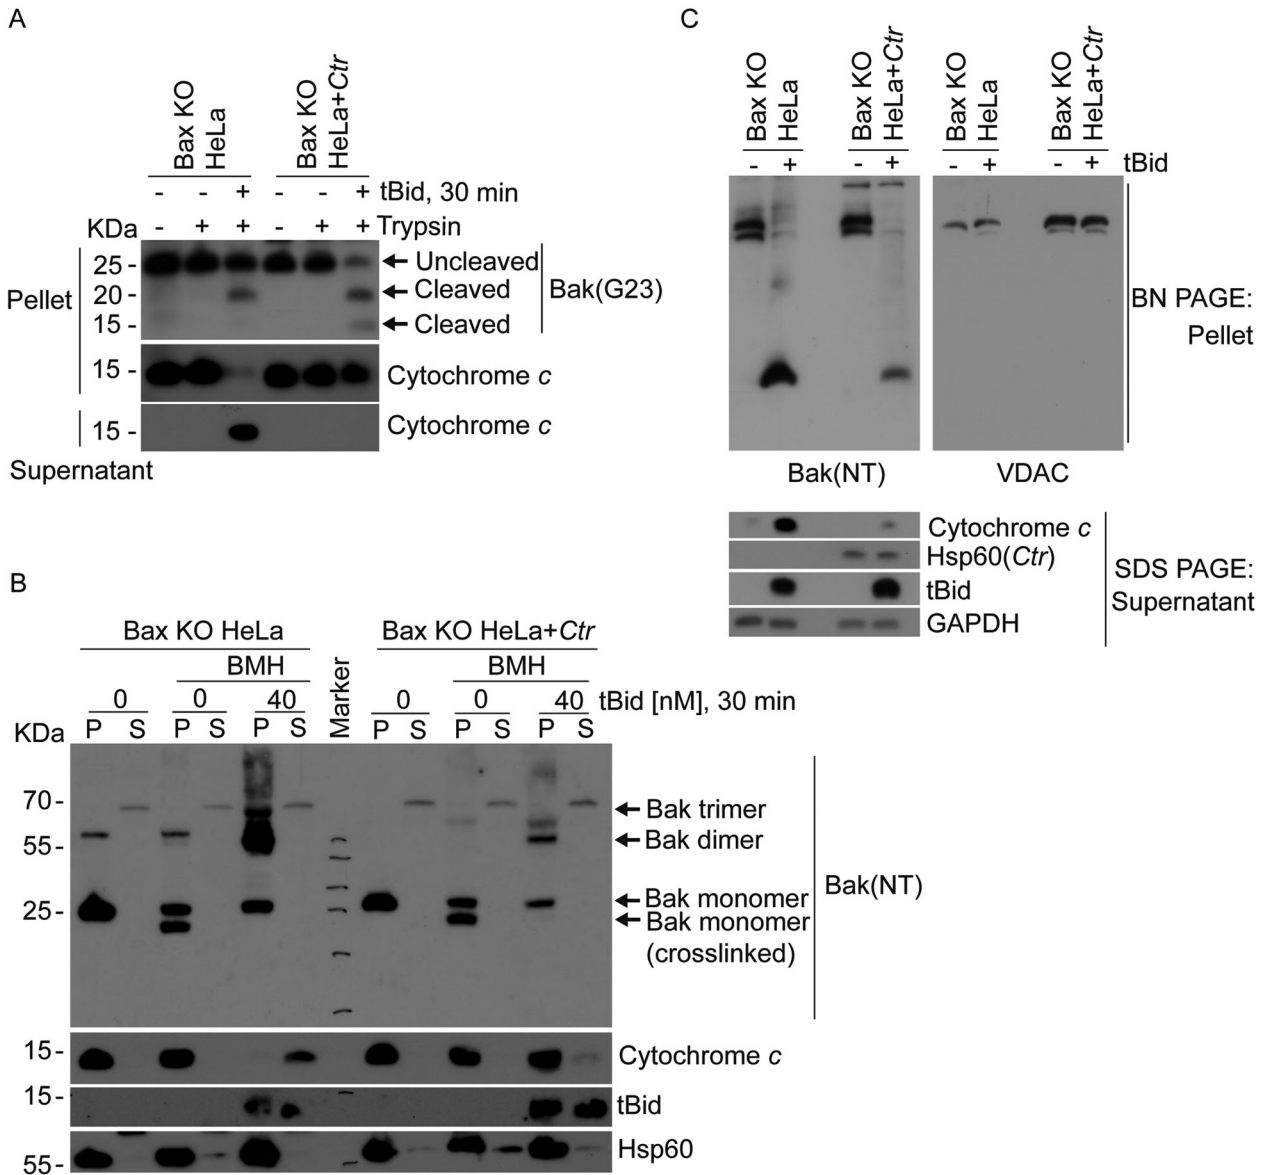 A
Bax KO
HeLa
Bax KO
HeLa+Ctr
- - + - - + tBid, 30 min
KDa - + + - + + Trypsin
25 - Uncleaved
Pellet 20 - Cleaved Bak(G23)
15 - Cleaved
15 - Cytochrome c
15 - Cytochrome c
Supernatant
B
Bax KO HeLa Bax KO HeLa+Ctr
BMH Marker BMH
0 0 40 0 0 40 tBid [nM], 30 min
KDa P S P S P S P S P S P S
70 - Bak trimer
55 - Bak dimer
25 - Bak monomer Bak(NT)
Bak monomer
(crosslinked)
15 - Cytochrome c
15 - tBid
55 - Hsp60
C
Bax KO
HeLa
Bax KO
HeLa+Ctr
Bax KO
HeLa
Bax KO
HeLa+Ctr
- + - + - + - + tBid
BN PAGE:
Pellet
Bak(NT) VDAC
Cytochrome c
Hsp60(Ctr)
SDS PAGE:
tBid
Supernatant
GAPDH